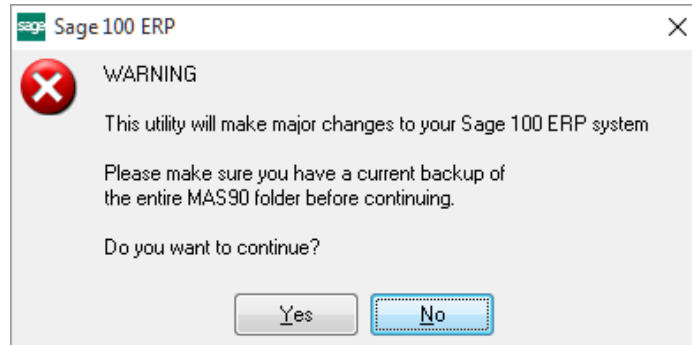 sage Sage 100 ERP
WARNING
This utility will make major changes to your Sage 100 ERP system
Please make sure you have a current backup of
the entire MAS90 folder before continuing.
Do you want to continue?
Yes No